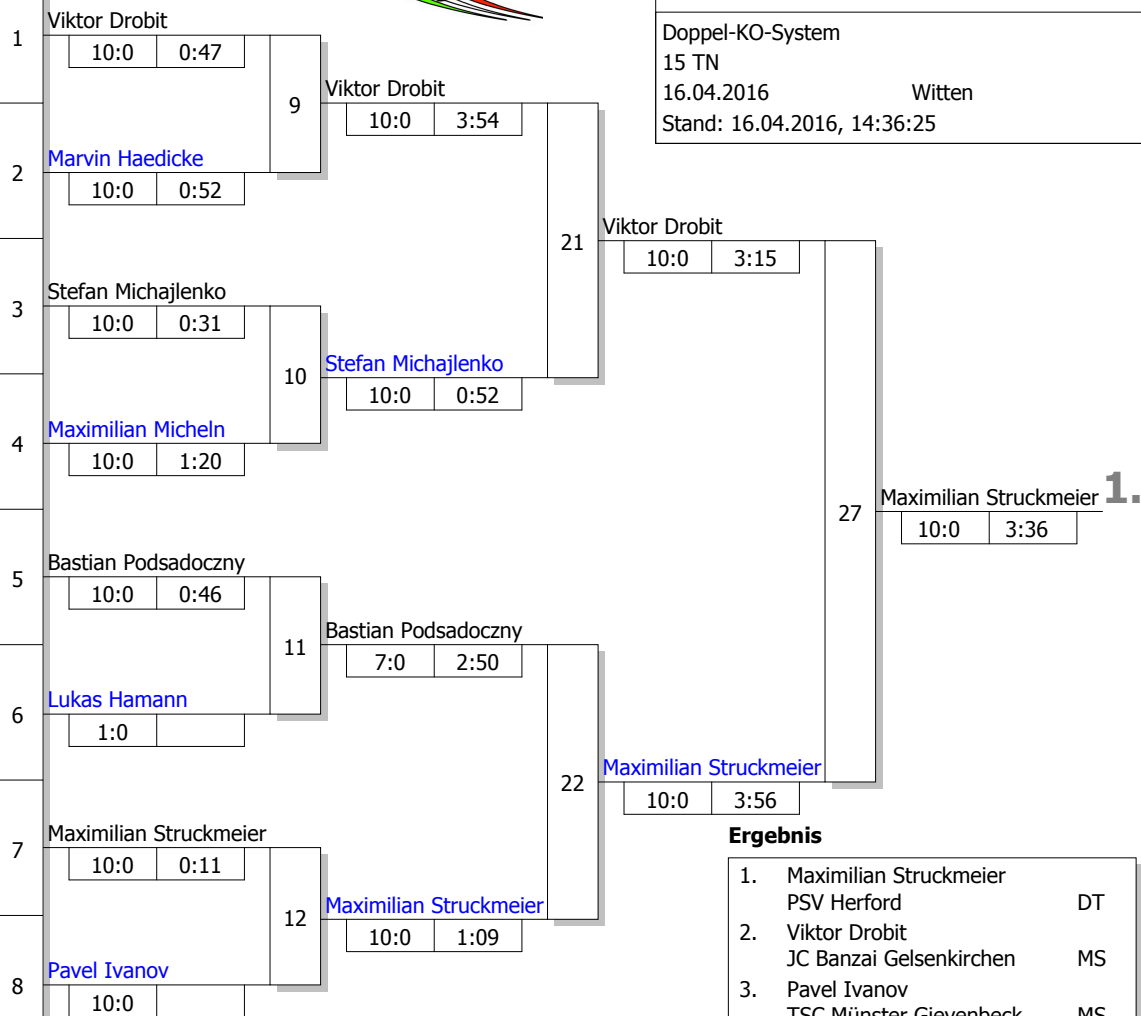 Doppel-KO-System
15 TN
16.04.2016 Witten
Stand: 16.04.2016, 14:36:25
1
Viktor Drobit
10:0 0:47
9
Viktor Drobit
10:0 3:54
2
Marvin Haedicke
10:0 0:52
21
Viktor Drobit
10:0 3:15
3
Stefan Michajlenko
10:0 0:31
10
Stefan Michajlenko
10:0 0:52
4
Maximilian Micheln
10:0 1:20
27
Maximilian Struckmeier 1.
10:0 3:36
5
Bastian Podsadoczny
10:0 0:46
11
Bastian Podsadoczny
7:0 2:50
6
Lukas Hamann
1:0
22
Maximilian Struckmeier
10:0 3:56
7
Maximilian Struckmeier
10:0 0:11
12
Maximilian Struckmeier
10:0 1:09
8
Pavel Ivanov
10:0
Ergebnis
1. Maximilian Struckmeier
PSV Herford DT
2. Viktor Drobit
JC Banzai Gelsenkirchen MS
3. Pavel Ivanov
TSC Münster Gievenbeck MS